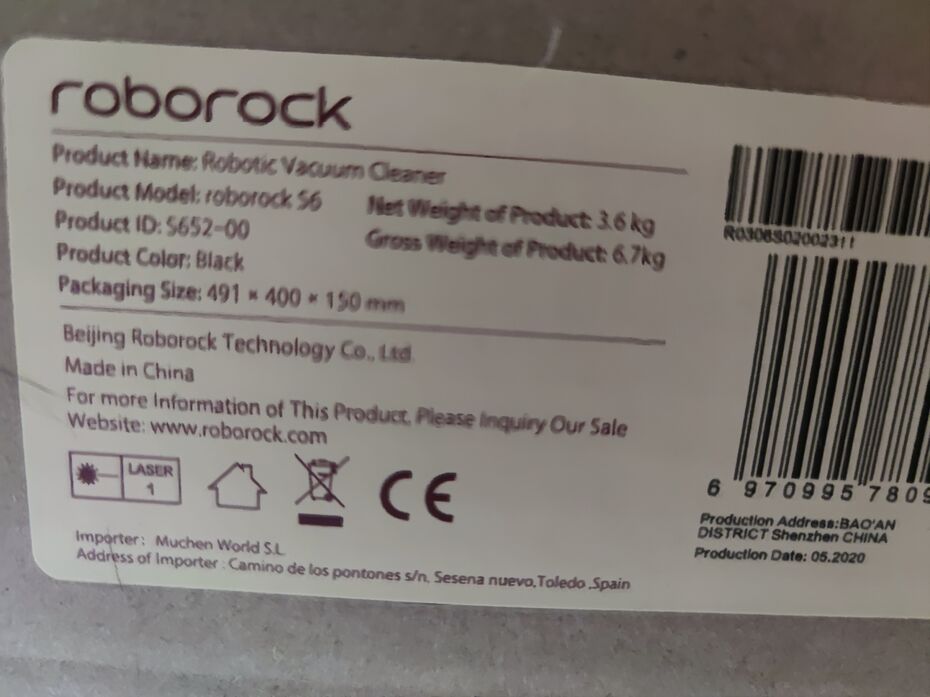 roborock
Product Name: Robotic Vacuum Cleaner
Product Model: roborock S6
Net Weight of Product: 3.6 kg
Product ID: S652-00
Gross Weight of Product: 6.7kg
Product Color: Black
Packaging Size: 491 * 400 * 150 mm
Beijing Roborock Technology Co., Ltd.
Made in China
For more Information of This Product, Please Inquiry Our Sale
Website: www.roborock.com
LASER
1
CE
Importer: Muchen World S.L
Address of Importer : Camino de los pontones s/n, Sesena nuevo,Toledo ,Spain
R0306S02002311
6 970995 7809
Production Address:BAO'AN
DISTRICT Shenzhen CHINA
Production Date: 05.2020